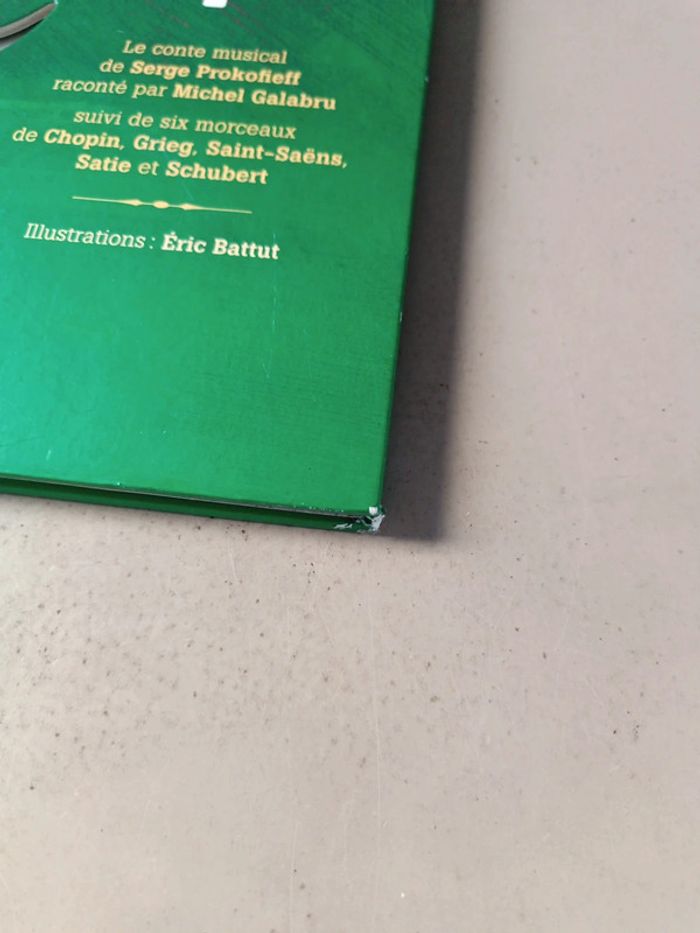 Le conte musical
de Serge Prokofieff
raconté par Michel Galabru
suivi de six morceaux
de Chopin, Grieg, Saint-Saëns,
Satie et Schubert
Illustrations : Éric Battut